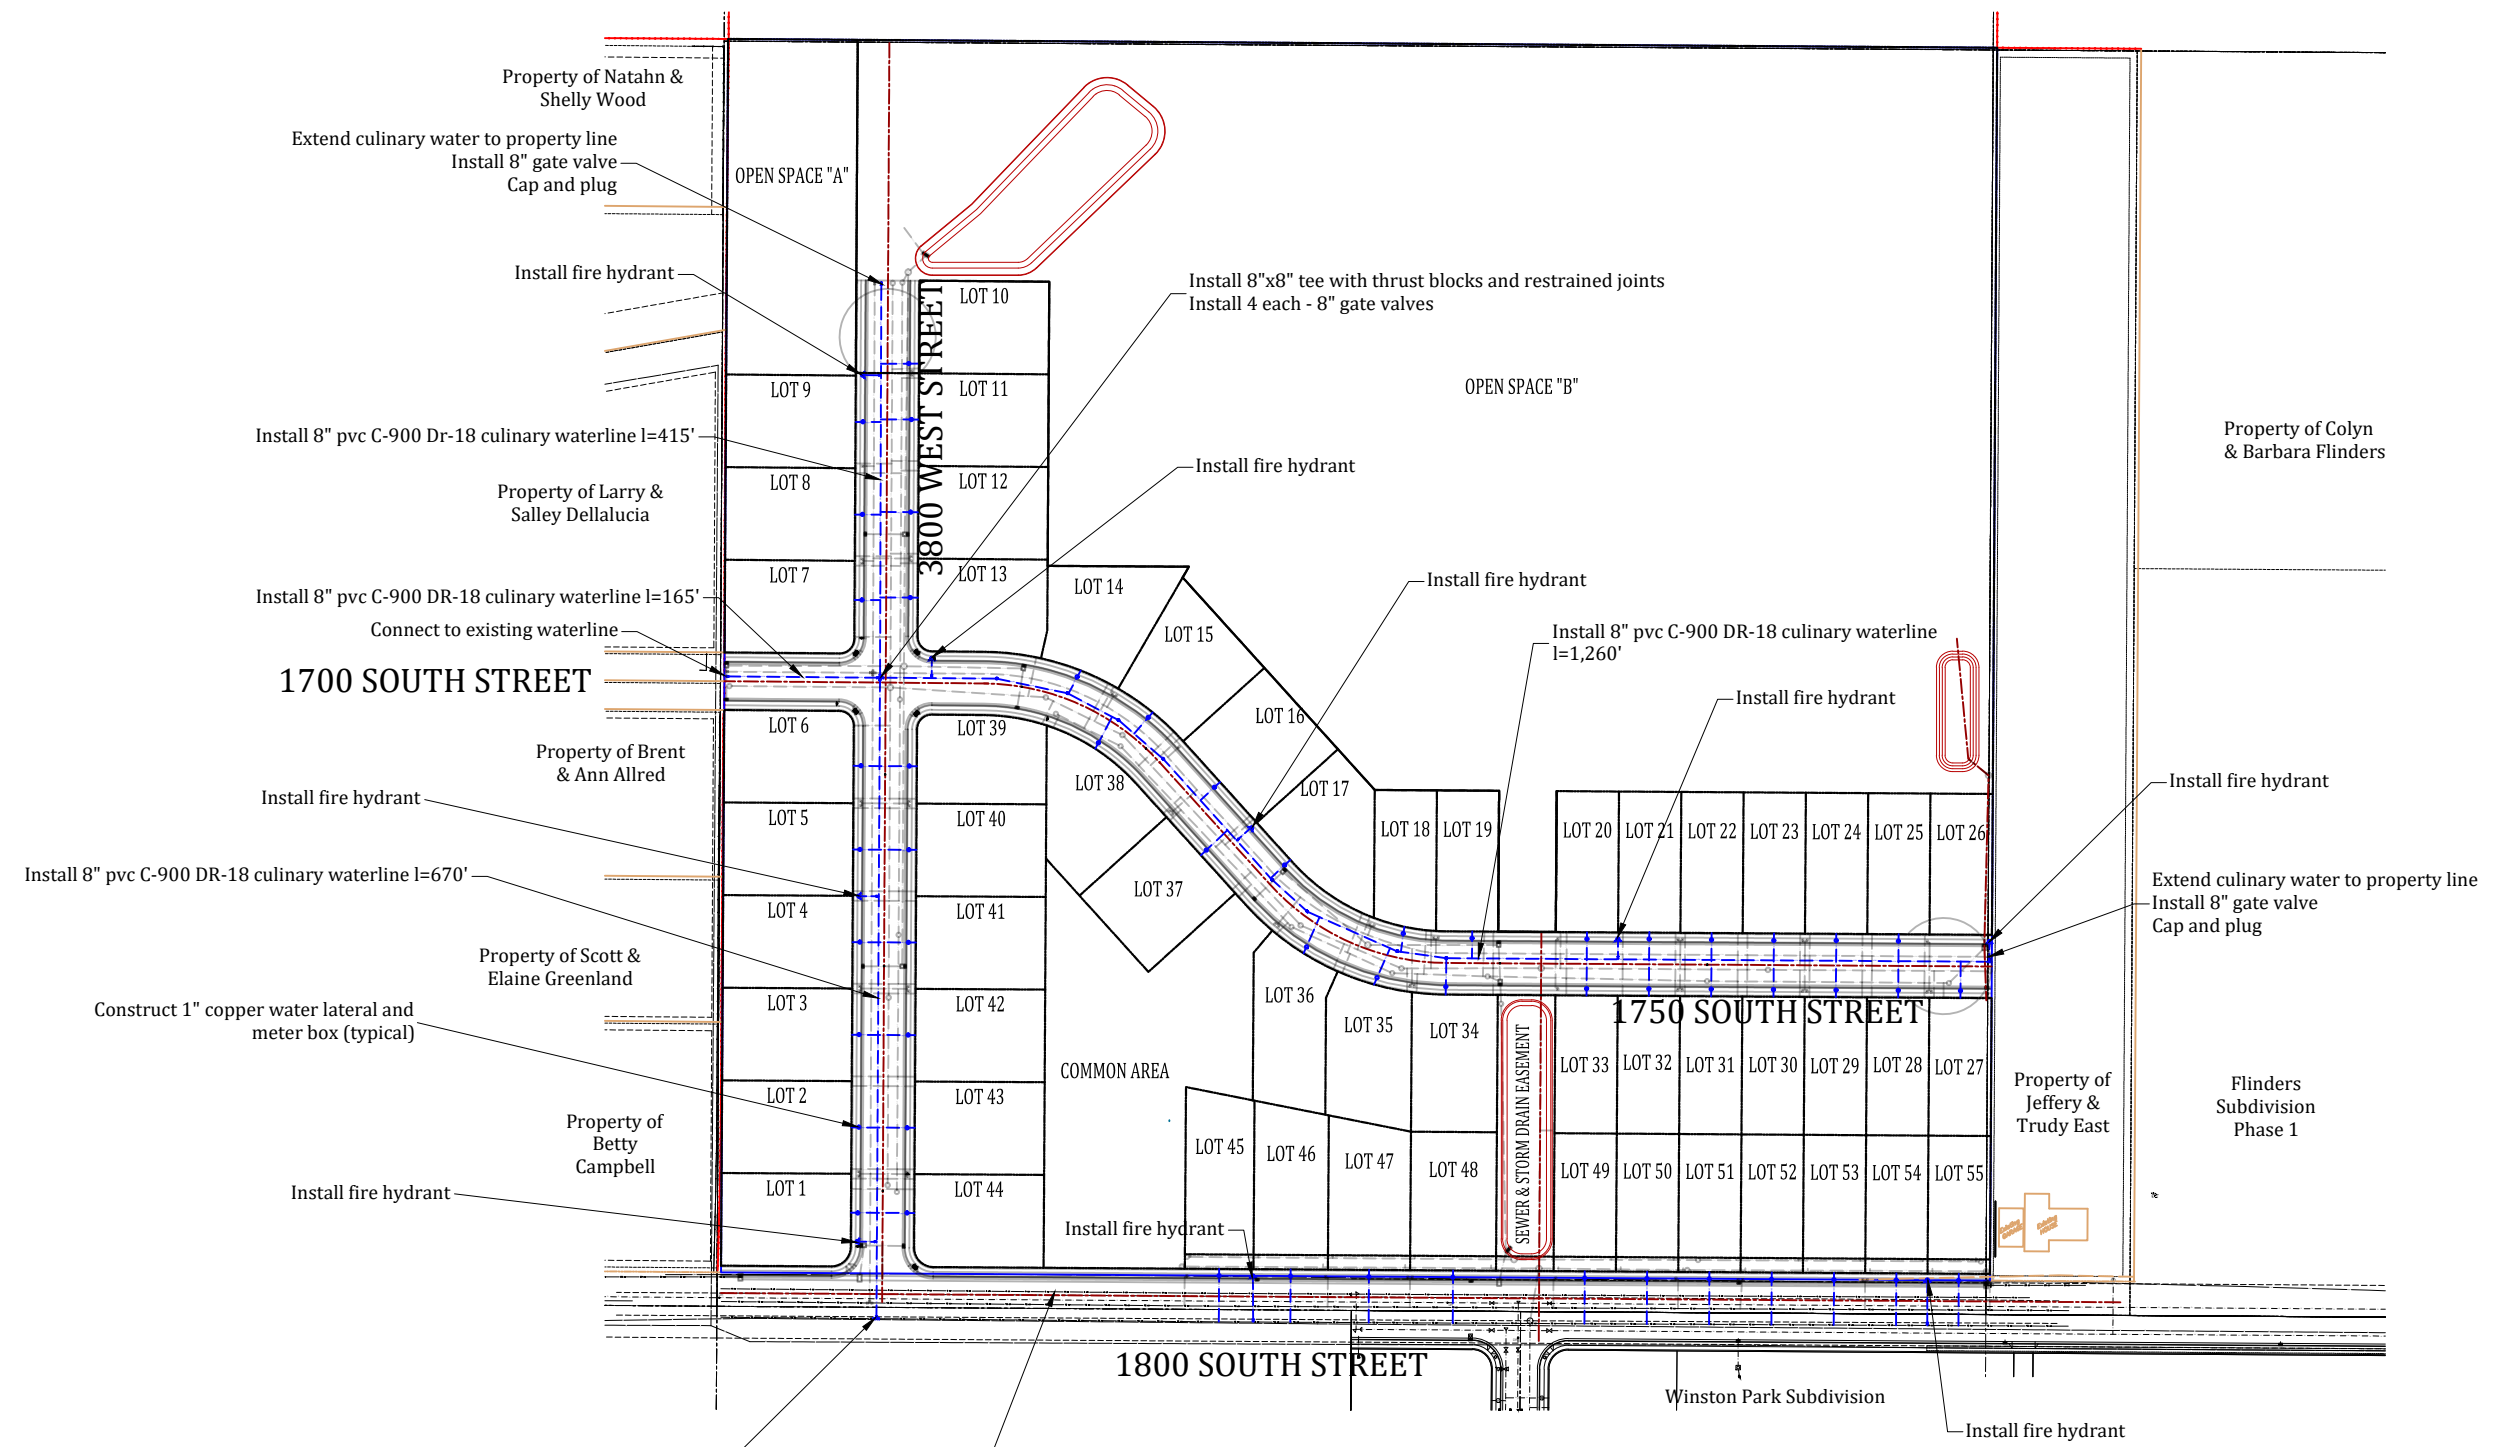 Property of Natahn &
Shelly Wood
Extend culinary water to property line
Install 8" gate valve
Cap and plug
OPEN SPACE "A"
Install fire hydrant
Install 8"x8" tee with thrust blocks and restrained joints
Install 4 each - 8" gate valves
LOT 10
3800 WEST STREET
OPEN SPACE "B"
LOT 9
LOT 11
Install 8" pvc C-900 Dr-18 culinary waterline l=415'
Property of Colyn
& Barbara Flinders
Install fire hydrant
LOT 8
LOT 12
Property of Larry &
Salley Dellalucia
LOT 7
LOT 13
LOT 14
Install fire hydrant
Install 8" pvc C-900 DR-18 culinary waterline l=165'
Connect to existing waterline
LOT 15
Install 8" pvc C-900 DR-18 culinary waterline
l=1,260'
1700 SOUTH STREET
Install fire hydrant
LOT 6
LOT 39
LOT 16
Property of Brent
& Ann Allred
LOT 38
LOT 17
Install fire hydrant
Install fire hydrant
LOT 5
LOT 40
LOT 18
LOT 19
LOT 20
LOT 21
LOT 22
LOT 23
LOT 24
LOT 25
LOT 26
Install 8" pvc C-900 DR-18 culinary waterline l=670'
LOT 37
Extend culinary water to property line
Install 8" gate valve
Cap and plug
LOT 4
LOT 41
Property of Scott &
Elaine Greenland
LOT 3
LOT 42
LOT 36
LOT 35
LOT 34
1750 SOUTH STREET
Construct 1" copper water lateral and
meter box (typical)
SEWER & STORM DRAIN EASEMENT
LOT 33
LOT 32
LOT 31
LOT 30
LOT 29
LOT 28
LOT 27
COMMON AREA
LOT 2
LOT 43
Property of
Jeffery &
Trudy East
Flinders
Subdivision
Phase 1
Property of
Betty
Campbell
LOT 45
LOT 46
LOT 47
LOT 48
LOT 49
LOT 50
LOT 51
LOT 52
LOT 53
LOT 54
LOT 55
LOT 1
LOT 44
Install fire hydrant
Install fire hydrant
1800 SOUTH STREET
Winston Park Subdivision
Install fire hydrant